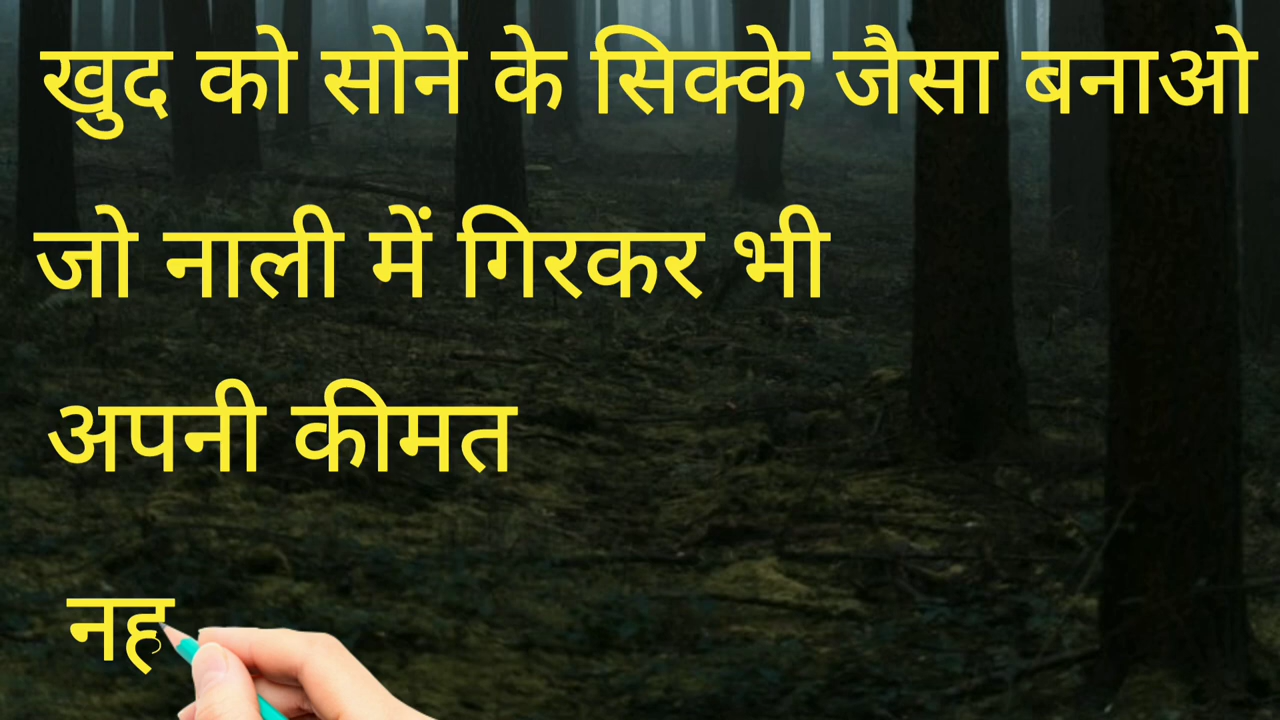 खुद को सोने के सिक्के जैसा बनाओ
जो नाली में गिरकर भी
अपनी कीमत
नह